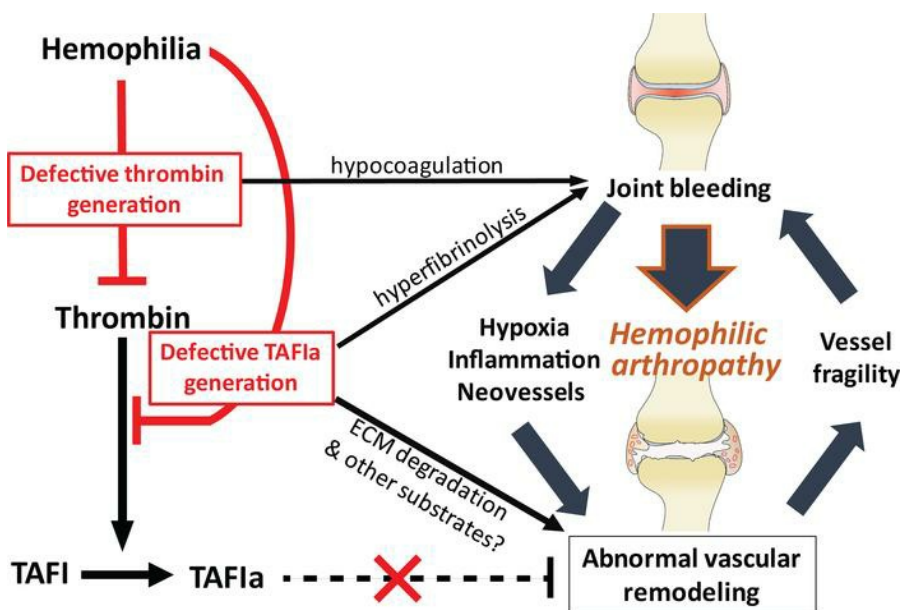 Hemophilia
Defective thrombin
generation
hypocoagulation
Joint bleeding
hyperfibrinolysis
Thrombin
Defective TAFIa
generation
Hypoxia
Inflammation
Neovessels
Hemophilic
arthropathy
Vessel
fragility
ECM degradation
& other substrates?
TAFI
TAFIa
Abnormal vascular
remodeling